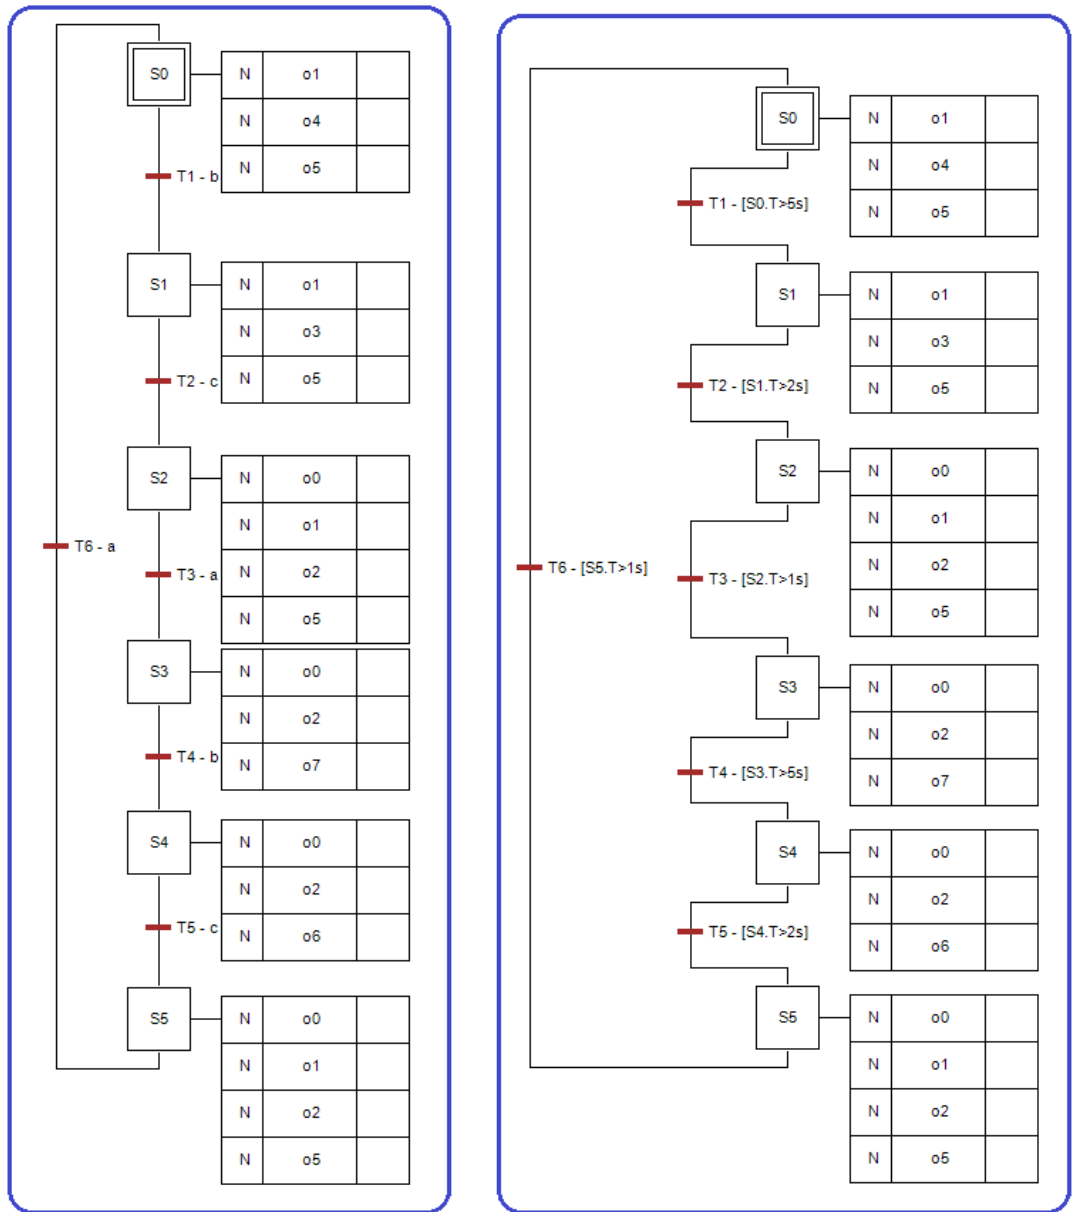 S0
N o1
N o4
N o5
T1 - b
S1
N o1
N o3
N o5
T2 - c
S2
N o0
N o1
N o2
N o5
T6 - a
T3 - a
S3
N o0
N o2
N o7
T4 - b
S4
N o0
N o2
N o6
T5 - c
S5
N o0
N o1
N o2
N o5
S0
N o1
N o4
N o5
T1 - [S0.T>5s]
S1
N o1
N o3
N o5
T2 - [S1.T>2s]
S2
N o0
N o1
N o2
N o5
T6 - [S5.T>1s]
T3 - [S2.T>1s]
S3
N o0
N o2
N o7
T4 - [S3.T>5s]
S4
N o0
N o2
N o6
T5 - [S4.T>2s]
S5
N o0
N o1
N o2
N o5